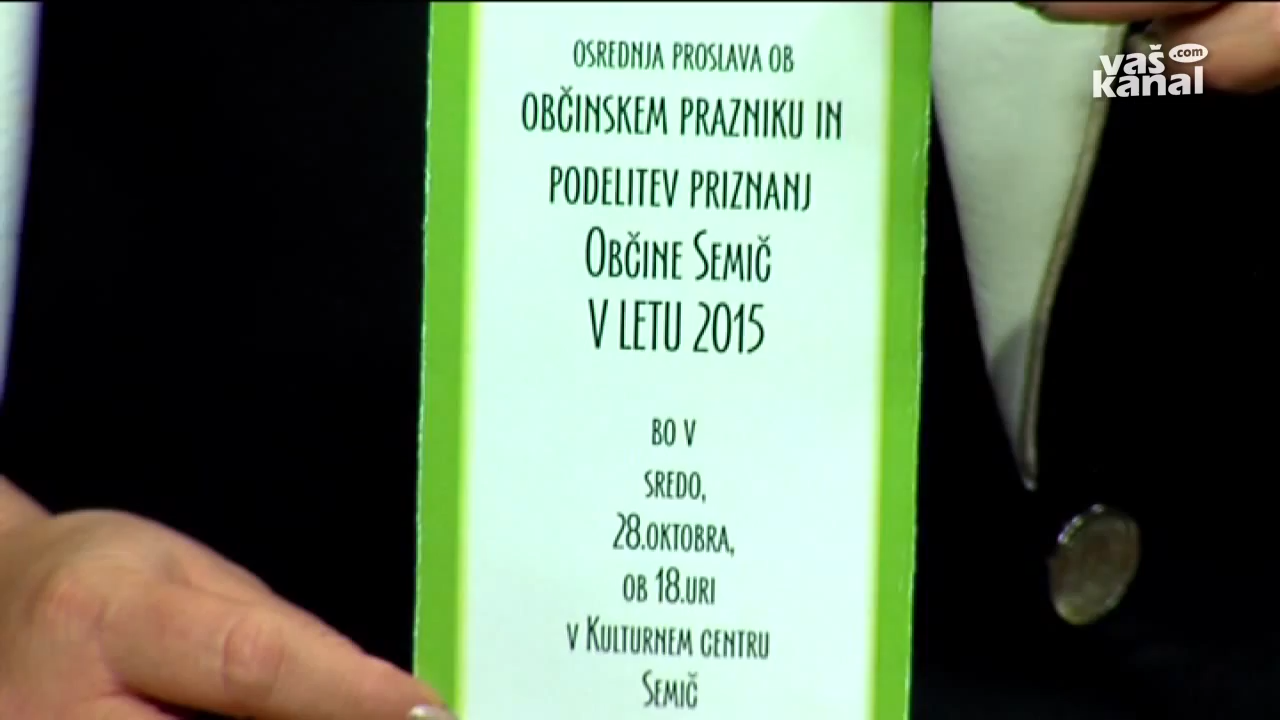 OSREDNJA PROSLAVA OB
OBČINSKEM PRAZNIKU IN
PODELITEV PRIZNANJ
OBČINE SEMIČ
V LETU 2015
BO V
SREDO,
28.OKTOBRA,
OB 18.URI
V KULTURNEM CENTRU
SEMIČ
vaš .com
kanal